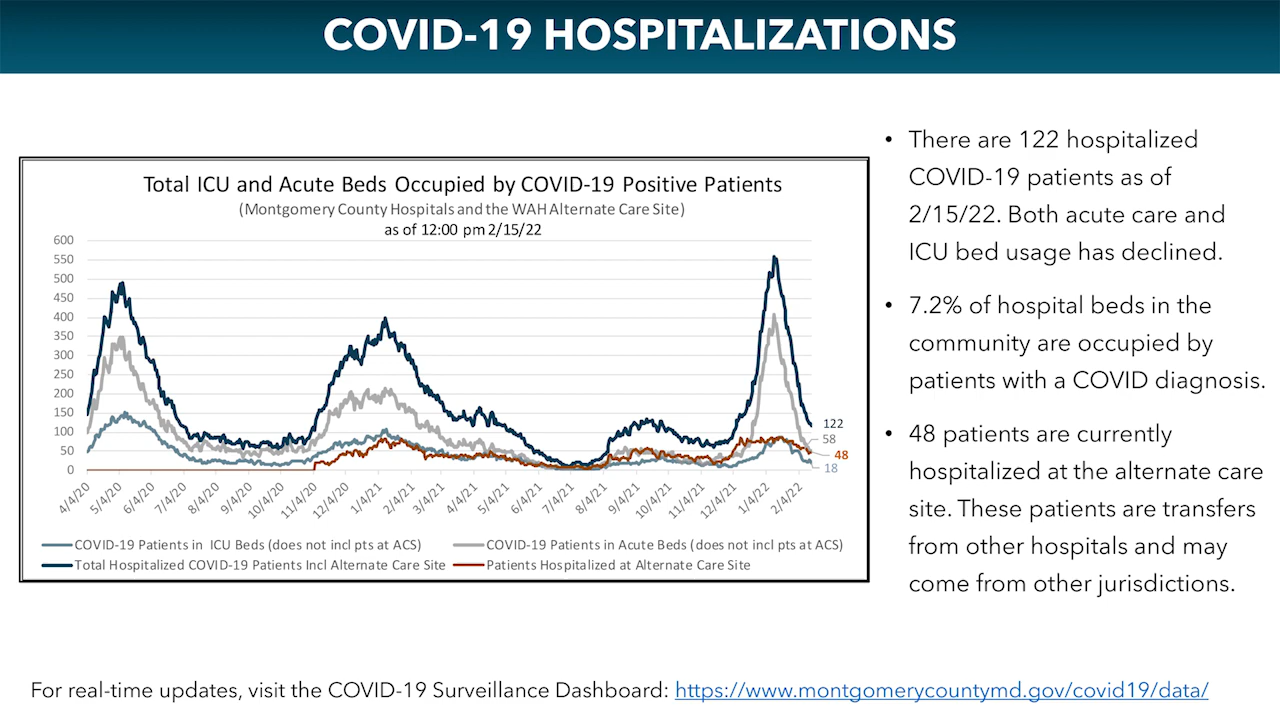 COVID-19 HOSPITALIZATIONS
Total ICU and Acute Beds Occupied by COVID-19 Positive Patients
(Montgomery County Hospitals and the WAH Alternate Care Site)
as of 12:00 pm 2/15/22
600
550
500
450
400
350
300
250
200
150
100
50
0
122
58
48
18
4/4/20
5/4/20
6/4/20
7/4/20
8/4/20
9/4/20
10/4/20
11/4/20
12/4/20
1/4/21
2/4/21
3/4/21
4/4/21
5/4/21
6/4/21
7/4/21
8/4/21
9/4/21
10/4/21
11/4/21
12/4/21
1/4/22
2/4/22
COVID-19 Patients in ICU Beds (does not incl pts at ACS)
COVID-19 Patients in Acute Beds (does not incl pts at ACS)
Total Hospitalized COVID-19 Patients Incl Alternate Care Site
Patients Hospitalized at Alternate Care Site
• There are 122 hospitalized
COVID-19 patients as of
2/15/22. Both acute care and
ICU bed usage has declined.
• 7.2% of hospital beds in the
community are occupied by
patients with a COVID diagnosis.
• 48 patients are currently
hospitalized at the alternate care
site. These patients are transfers
from other hospitals and may
come from other jurisdictions.
For real-time updates, visit the COVID-19 Surveillance Dashboard: https://www.montgomerycountymd.gov/covid19/data/